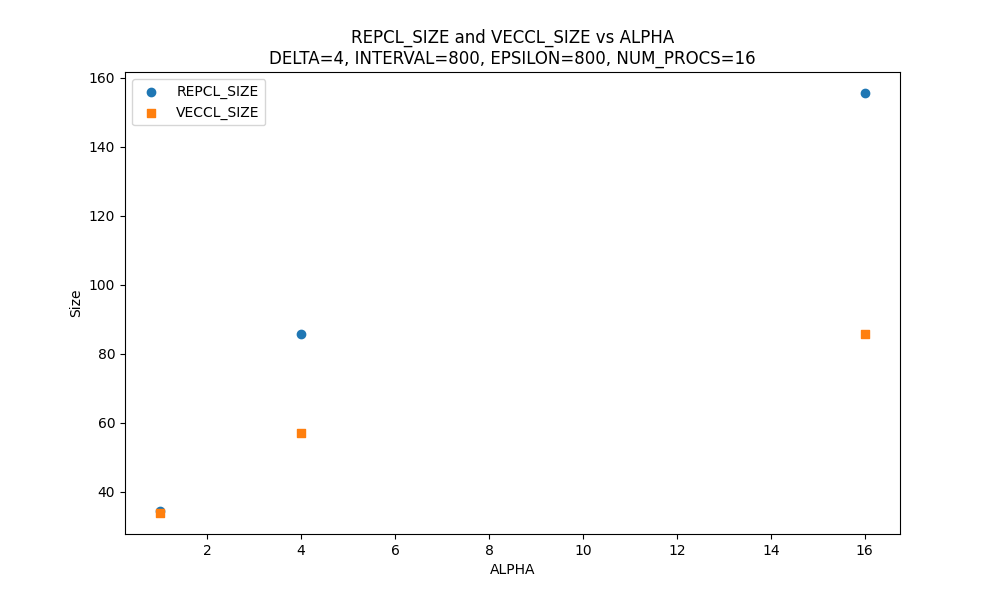 REPCL_SIZE and VECCL_SIZE vs ALPHA
DELTA=4, INTERVAL=800, EPSILON=800, NUM_PROCS=16
REPCL_SIZE
VECCL_SIZE
160
140
120
100
80
60
40
Size
2 4 6 8 10 12 14 16
ALPHA